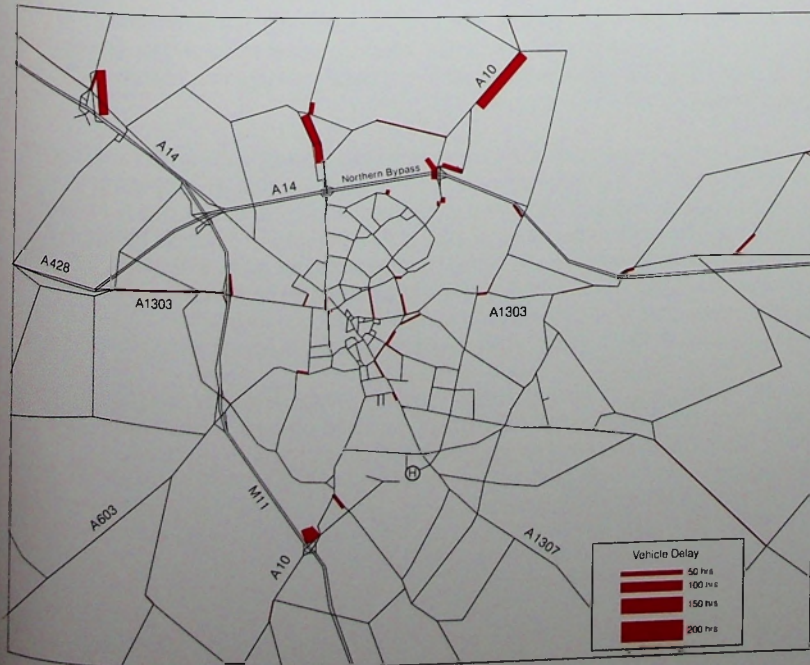 A10
A14
Northern Bypass
A14
A428
A1303
A1303
H
M11
A603
A10
A1307
Vehicle Delay
50 hrs
100 hrs
150 hrs
200 hrs